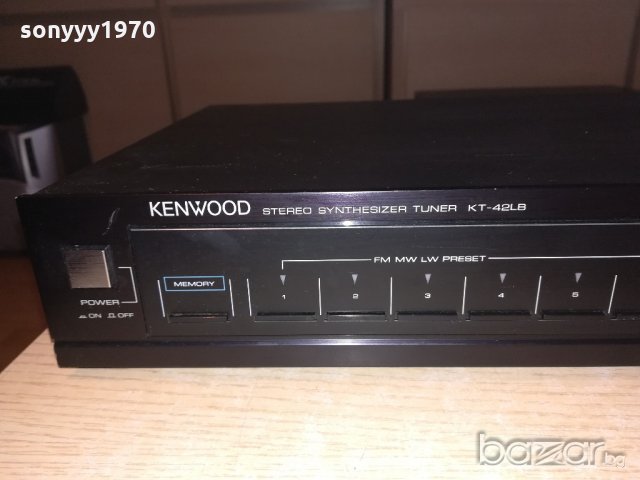 sonyyy1970
KENWOOD STEREO SYNTHESIZER TUNER KT-42LB
FM MW LW PRESET
MEMORY
1 2 3 4 5
POWER
ON OFF
bazar.bg